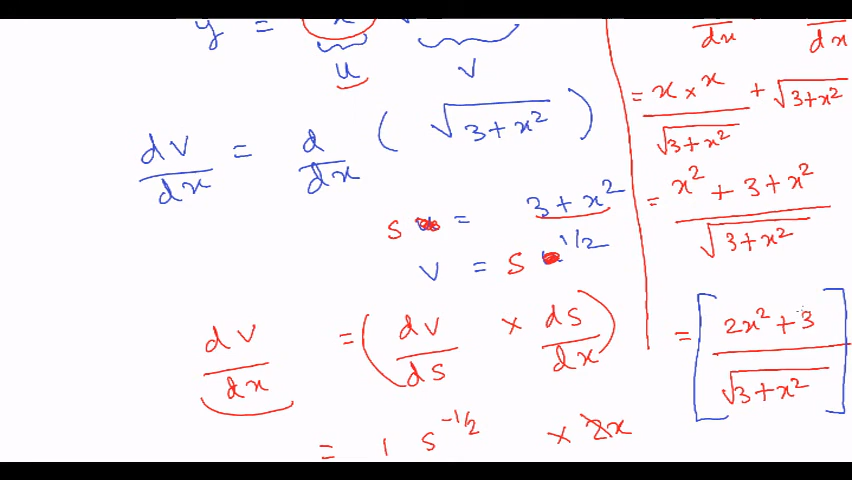 y = x
u v
dv/dx = d/dx ( √(3+x²) )
s = 3+x²
v = s^(1/2)
dv/dx = ( dv/ds × ds/dx )
= 1 s^(-1/2) × 2x
dx dx
= x × x / √(3+x²) + √(3+x²)
= x² + 3 + x² / √(3+x²)
= [ 2x² + 3 / √(3+x²) ]